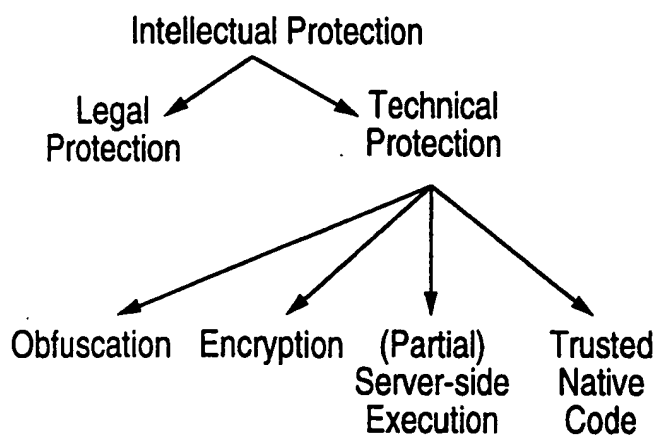 Intellectual Protection
Legal
Protection
Technical
Protection
Obfuscation
Encryption
(Partial)
Server-side
Execution
Trusted
Native
Code